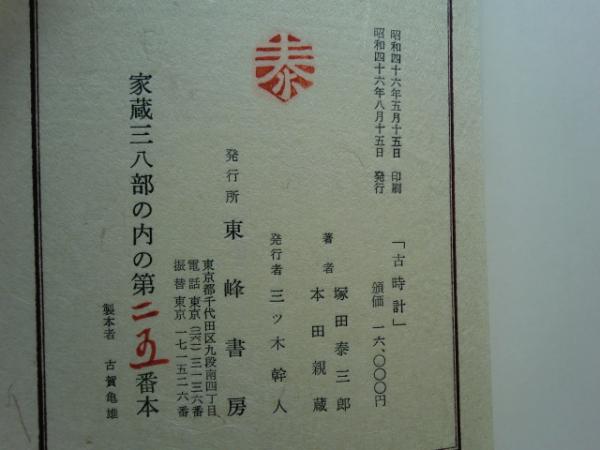 昭和四十六年五月十五日 印刷
昭和四十六年八月十五日 発行
「古時計」
頒価 一六、〇〇〇円
著者 塚田泰三郎
本田親蔵
発行者 三ッ木幹人
発行所 東峰書房
東京都千代田区九段南四丁目
電話 東京(二六一)三一三六番
振替 東京 一七一五二六番
泰
家蔵三八部の内の第二五番本
製本者 古賀亀雄